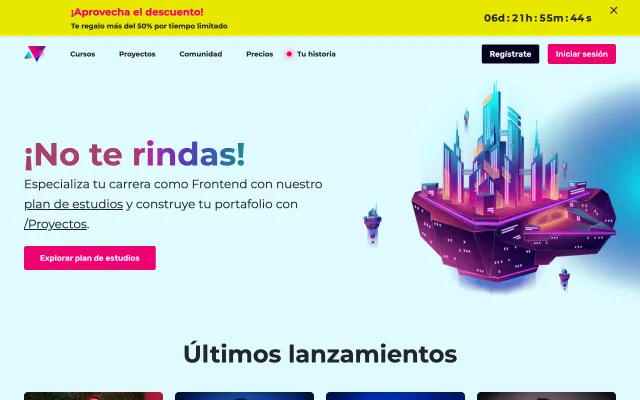 ¡Aprovecha el descuento!
Te regalo más del 50% por tiempo limitado
06d:21h:55m:44s
Cursos
Proyectos
Comunidad
Precios
Tu historia
Regístrate
Iniciar sesión
¡No te rindas!
Especializa tu carrera como Frontend con nuestro
plan de estudios y construye tu portafolio con
/Proyectos.
Explorar plan de estudios
Últimos lanzamientos